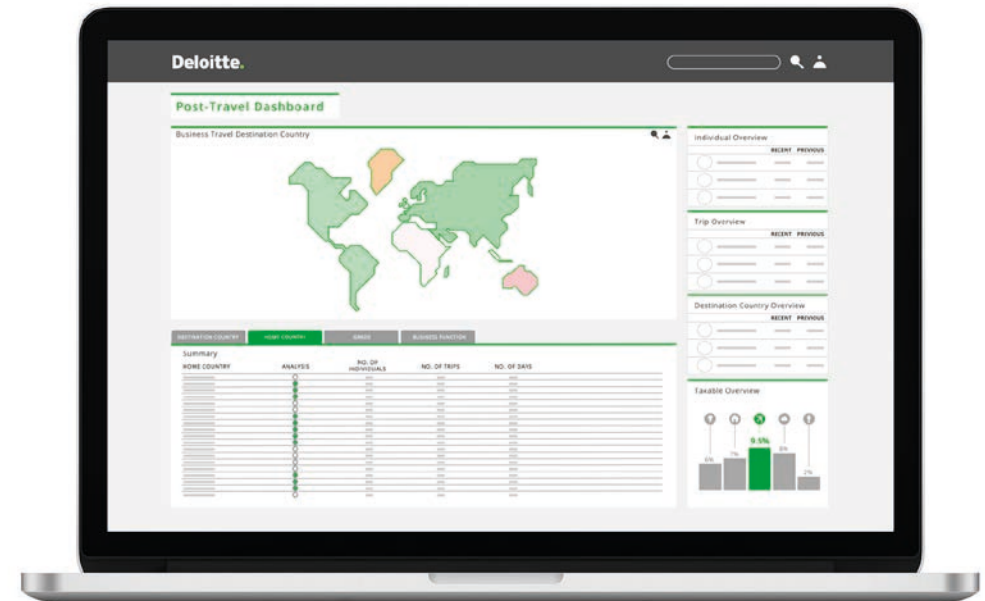 Deloitte.
Post-Travel Dashboard
Business Travel Destination Country
DESTINATION COUNTRY HOME COUNTRY GRADE BUSINESS FUNCTION
Summary
HOME COUNTRY ANALYSIS NO. OF INDIVIDUALS NO. OF TRIPS NO. OF DAYS
Individual Overview
RECENT PREVIOUS
Trip Overview
RECENT PREVIOUS
Destination Country Overview
RECENT PREVIOUS
Taxable Overview
6% 7% 9.5% 8% 2%